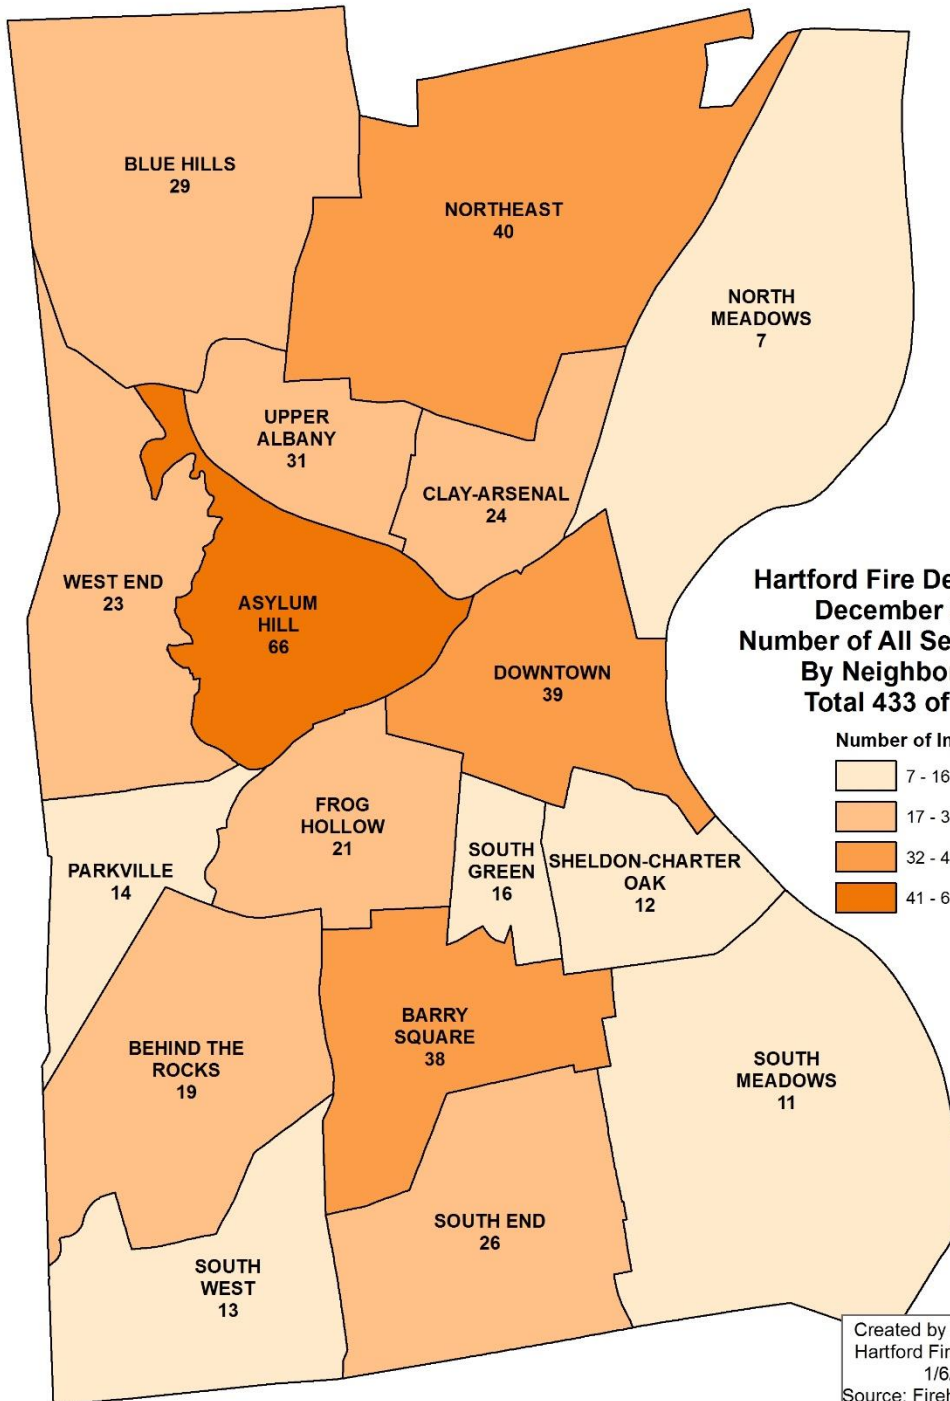 BLUE HILLS
29
NORTHEAST
40
NORTH
MEADOWS
7
UPPER
ALBANY
31
CLAY-ARSENAL
24
WEST END
23
ASYLUM
HILL
66
DOWNTOWN
39
Hartford Fire De
December
Number of All Se
By Neighbo
Total 433 of
Number of In
7 - 16
17 - 3
32 - 4
41 - 6
FROG
HOLLOW
21
SOUTH
GREEN
16
SHELDON-CHARTER
OAK
12
PARKVILLE
14
BARRY
SQUARE
38
BEHIND THE
ROCKS
19
SOUTH
MEADOWS
11
SOUTH END
26
SOUTH
WEST
13
Created by
Hartford Fir
1/6
Source: Fireh